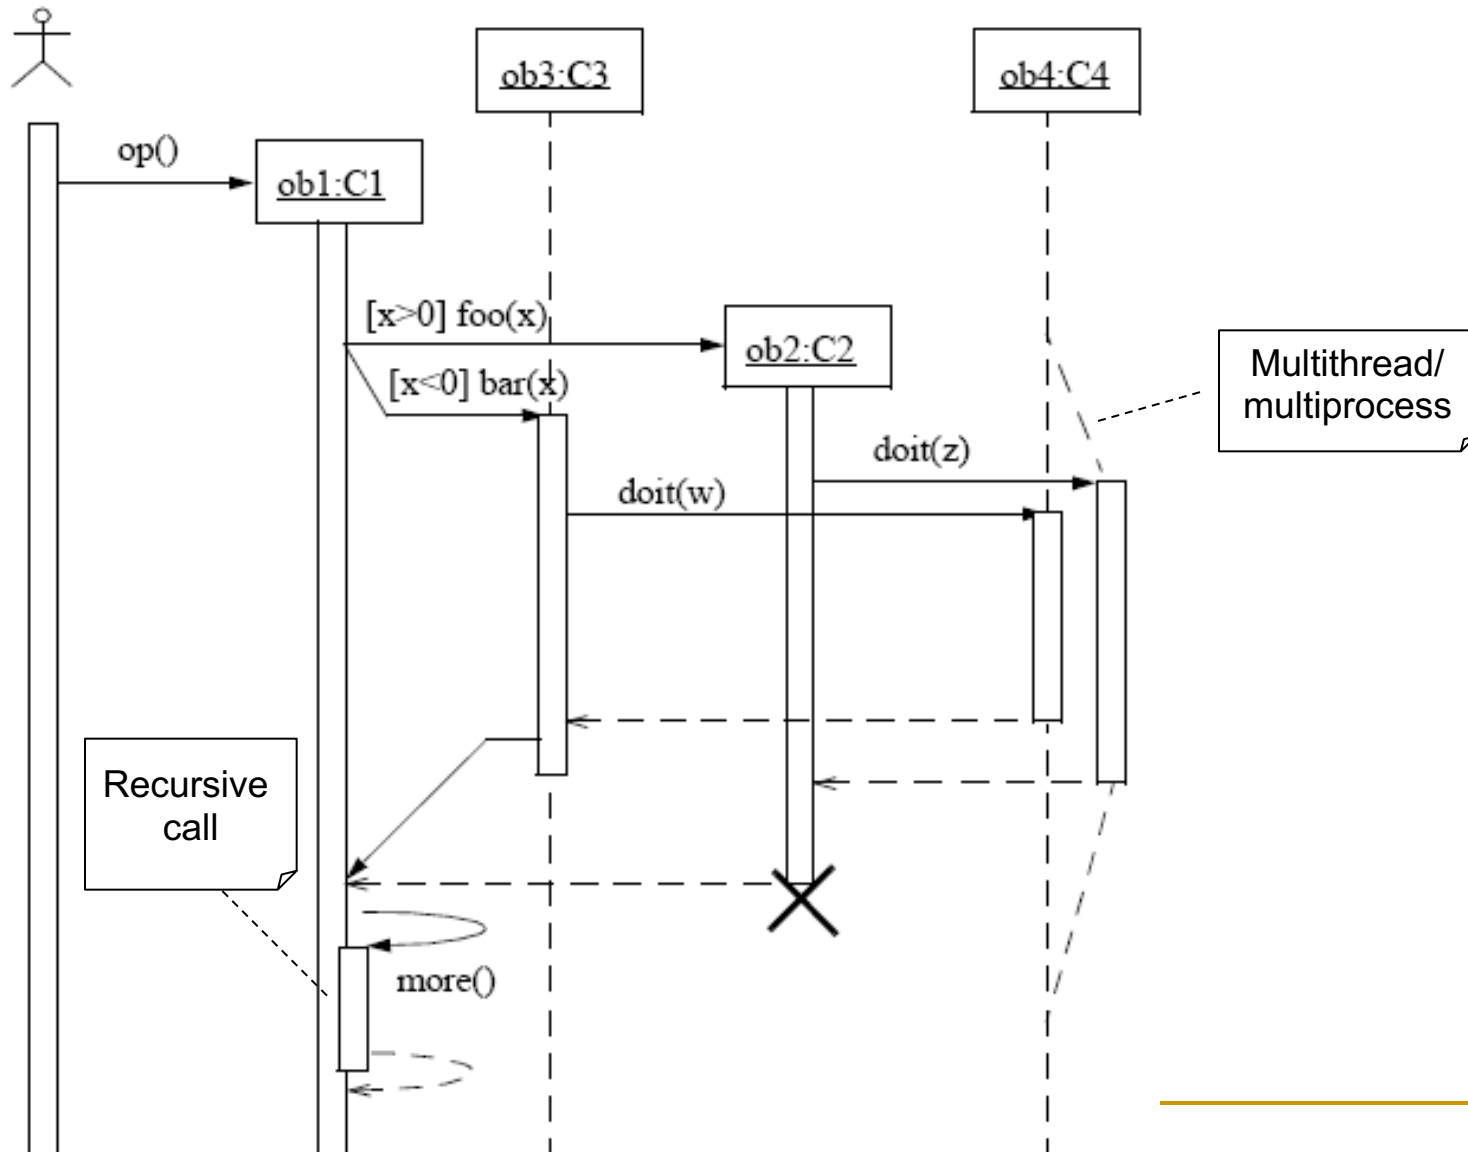 ob3:C3
ob4:C4
op()
ob1:C1
[x>0] foo(x)
ob2:C2
[x<0] bar(x)
Multithread/
multiprocess
doit(z)
doit(w)
Recursive
call
more()